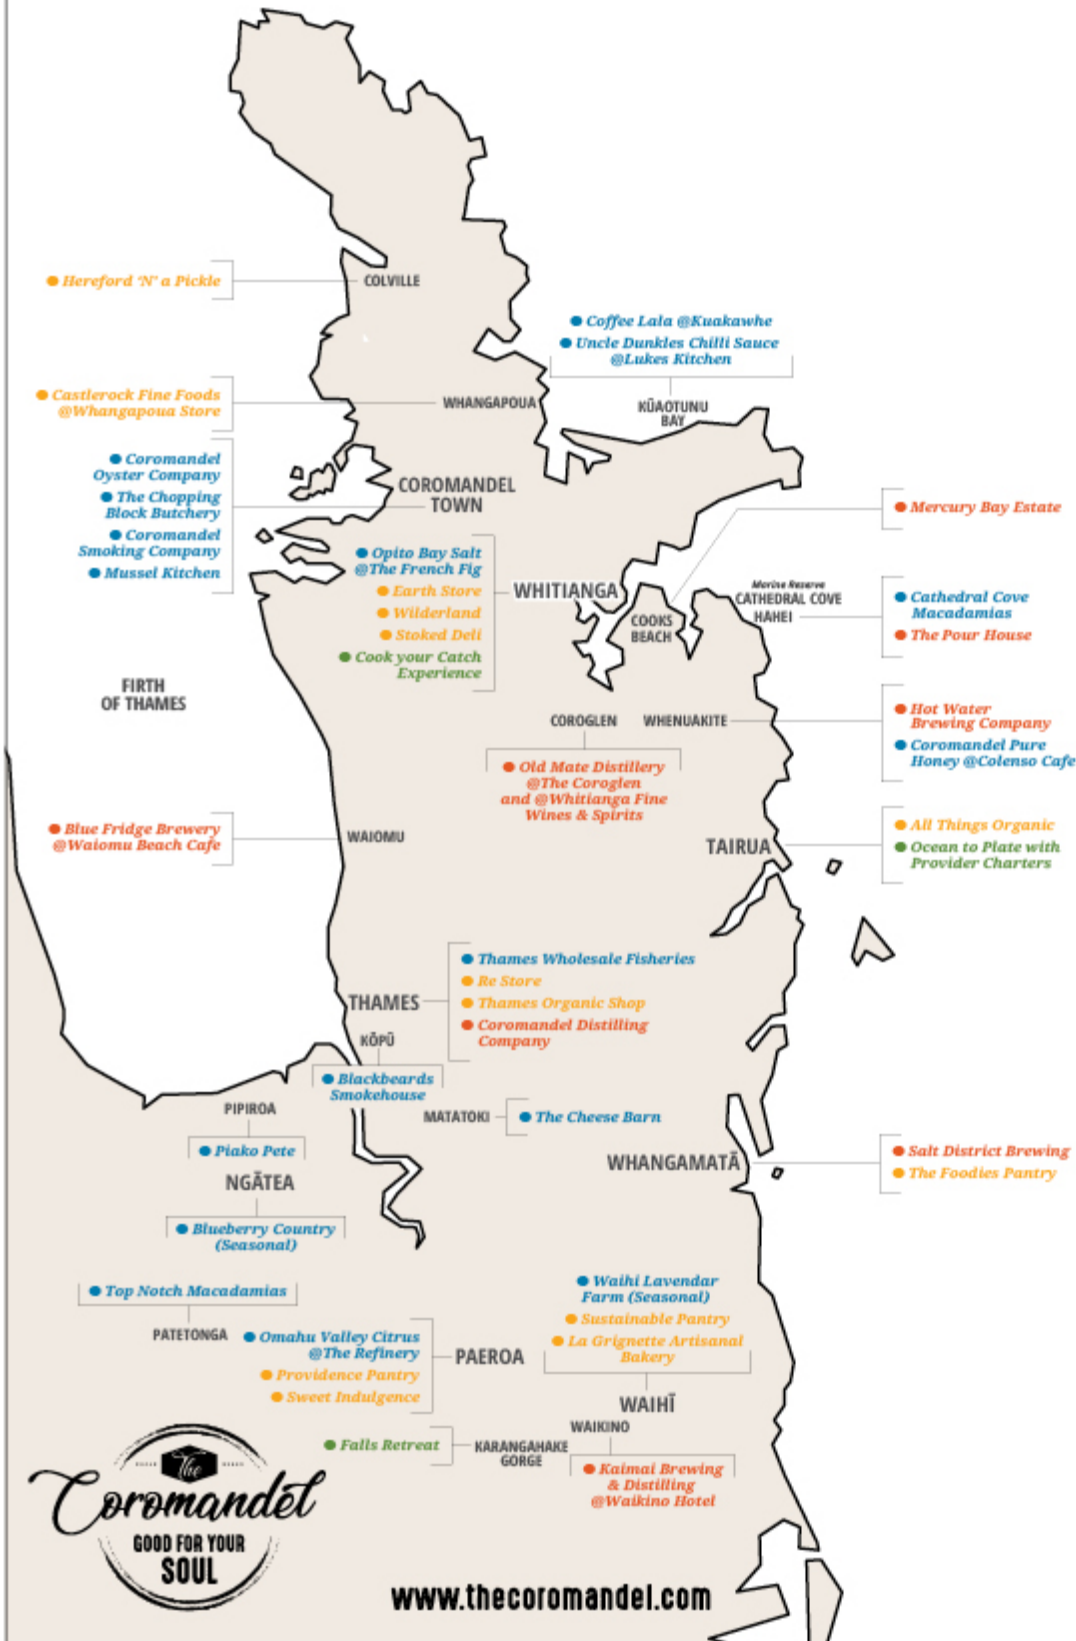 Hereford 'N' a Pickle
COLVILLE
Coffee Lala @Kuakawhe
Uncle Dunkles Chilli Sauce
@Lukes Kitchen
KŪAOTUNU
BAY
Castlerock Fine Foods
@Whangapoua Store
WHANGAPOUA
Coromandel
Oyster Company
The Chopping
Block Butchery
Coromandel
Smoking Company
Mussel Kitchen
COROMANDEL
TOWN
Mercury Bay Estate
Opito Bay Salt
@The French Fig
Earth Store
Wilderland
Stoked Deli
Cook your Catch
Experience
WHITIANGA
COOKS
BEACH
Marine Reserve
CATHEDRAL COVE
HAHEI
Cathedral Cove
Macadamias
The Pour House
FIRTH
OF THAMES
COROGLEN
WHENUAKITE
Hot Water
Brewing Company
Coromandel Pure
Honey @Colenso Cafe
Old Mate Distillery
@The Coroglen
and @Whitianga Fine
Wines & Spirits
Blue Fridge Brewery
@Waiomu Beach Cafe
WAIOMU
TAIRUA
All Things Organic
Ocean to Plate with
Provider Charters
THAMES
Thames Wholesale Fisheries
Re Store
Thames Organic Shop
Coromandel Distilling
Company
KŌPŪ
Blackbeards
Smokehouse
PIPIROA
Piako Pete
MATATOKI
The Cheese Barn
WHANGAMATĀ
Salt District Brewing
The Foodies Pantry
NGĀTEA
Blueberry Country
(Seasonal)
Top Notch Macadamias
PATETONGA
Omahu Valley Citrus
@The Refinery
Providence Pantry
Sweet Indulgence
PAEROA
Waihi Lavendar
Farm (Seasonal)
Sustainable Pantry
La Grignette Artisanal
Bakery
WAIHĪ
WAIKINO
Falls Retreat
KARANGAHAKE
GORGE
Kaimai Brewing
& Distilling
@Waikino Hotel
The
Coromandel
GOOD FOR YOUR
SOUL
www.thecoromandel.com